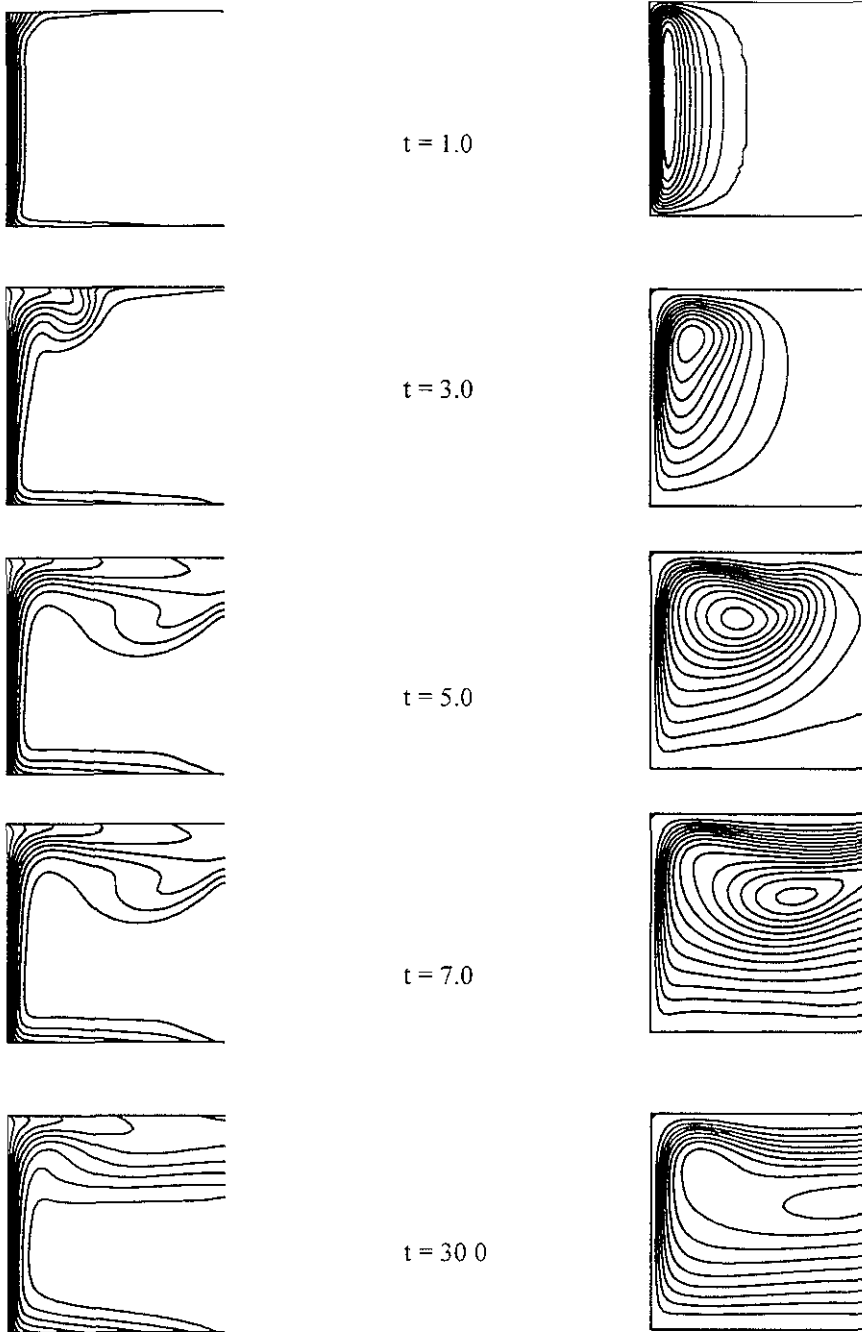 t = 1.0
t = 3.0
t = 5.0
t = 7.0
t = 30 0